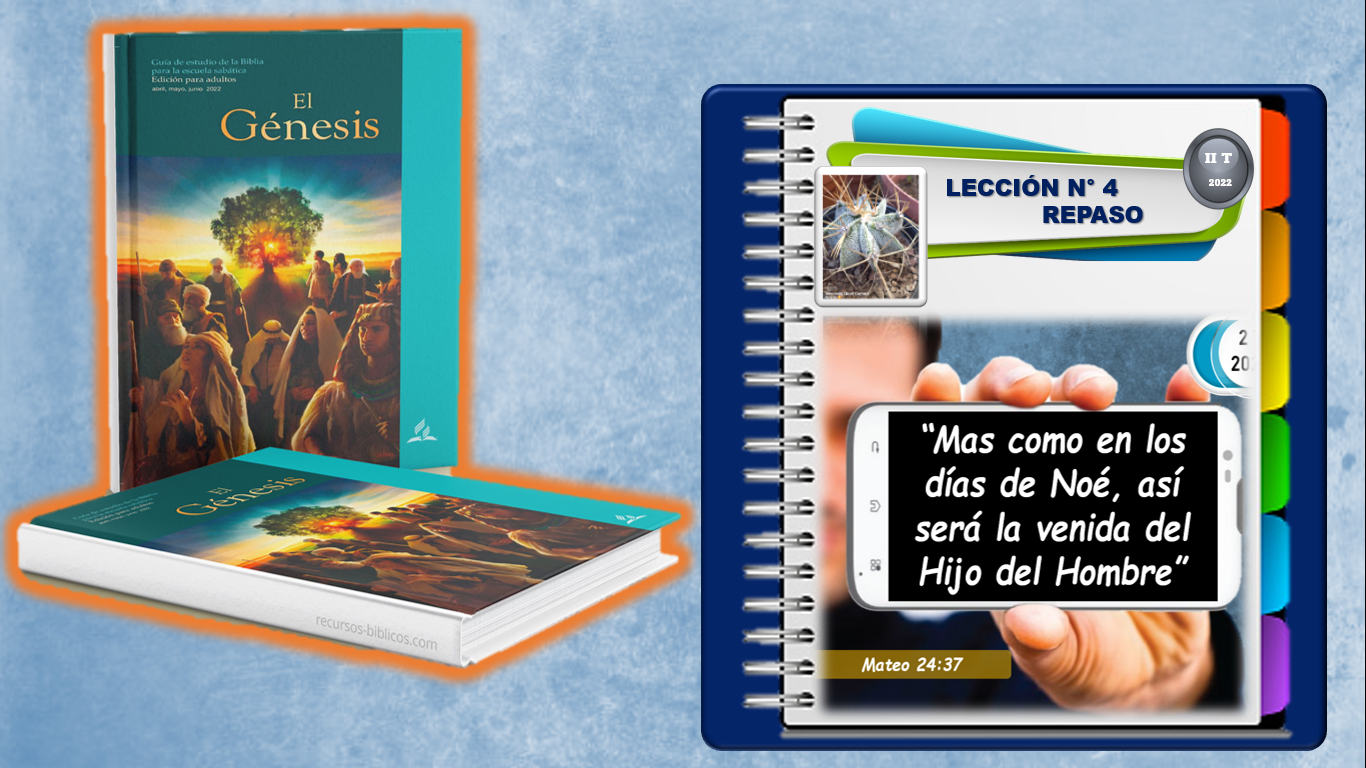 Guía de estudio de la Biblia
para la escuela sabática
Edición para adultos
abril, mayo, junio 2022
El
Génesis
El
Génesis
recursos-biblicos.com
LECCIÓN N° 4
REPASO
II T
2022
2
20
“Mas como en los
días de Noé, así
será la venida del
Hijo del Hombre”
Mateo 24:37